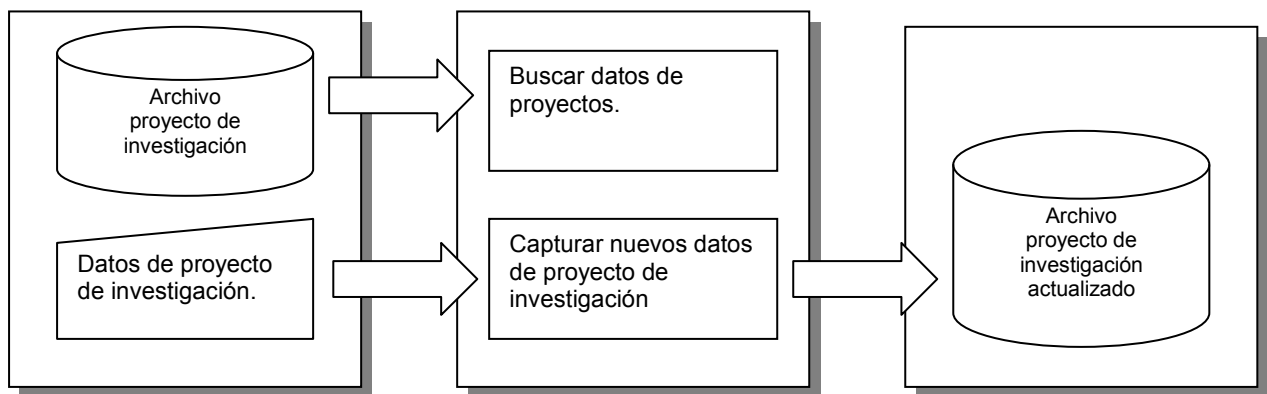 Archivo
proyecto de
investigación
Datos de proyecto
de investigación.
Buscar datos de
proyectos.
Capturar nuevos datos
de proyecto de
investigación
Archivo
proyecto de
investigación
actualizado